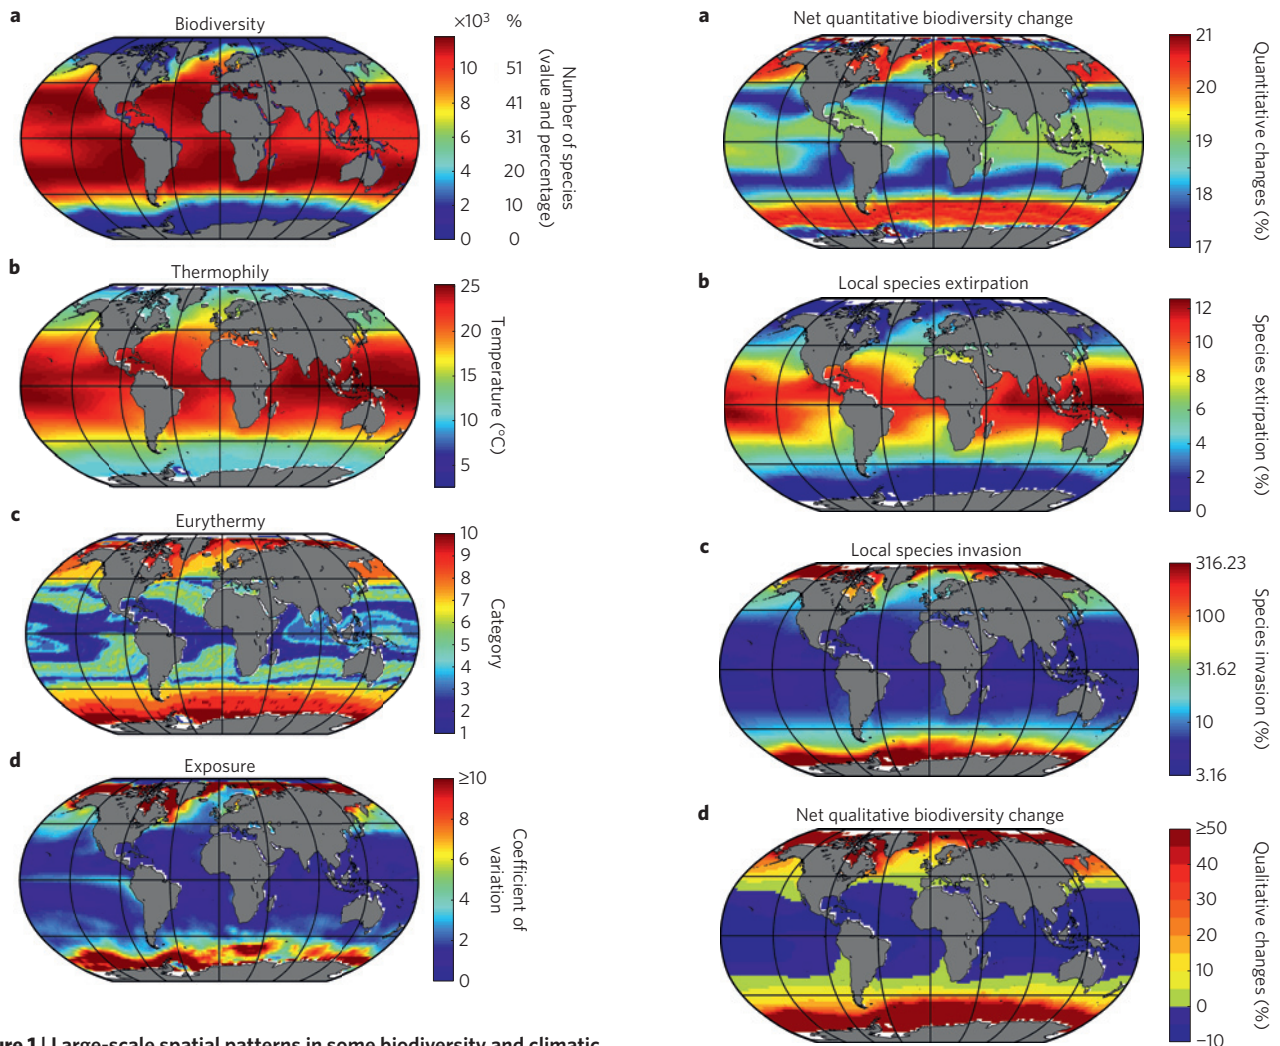 a
Biodiversity
×10³ %
10
8
6
4
2
0
51
41
31
20
10
0
Number of species
(value and percentage)
b
Thermophily
25
20
15
10
5
Temperature (°C)
c
Eurythermy
10
9
8
7
6
5
4
3
2
1
Category
d
Exposure
≥10
8
6
4
2
0
Coefficient of
variation
a
Net quantitative biodiversity change
21
20
19
18
17
Quantitative changes (%)
b
Local species extirpation
12
10
8
6
4
2
0
Species extirpation (%)
c
Local species invasion
316.23
100
31.62
10
3.16
Species invasion (%)
d
Net qualitative biodiversity change
≥50
40
30
20
10
0
−10
Qualitative changes (%)
ure 1 | Large-scale spatial patterns in some biodiversity and climatic